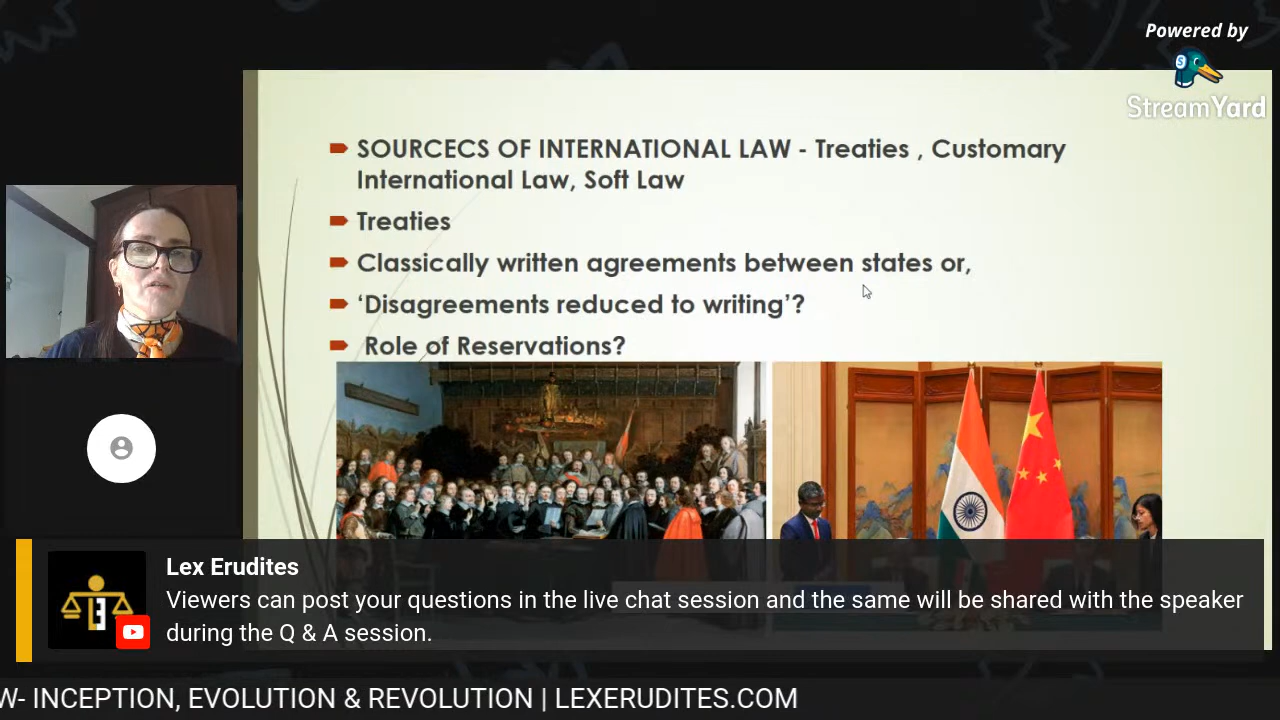 Powered by
StreamYard
SOURCECS OF INTERNATIONAL LAW - Treaties , Customary
International Law, Soft Law
Treaties
Classically written agreements between states or,
‘Disagreements reduced to writing’?
Role of Reservations?
Lex Erudites
Viewers can post your questions in the live chat session and the same will be shared with the speaker
during the Q & A session.
W- INCEPTION, EVOLUTION & REVOLUTION | LEXERUDITES.COM